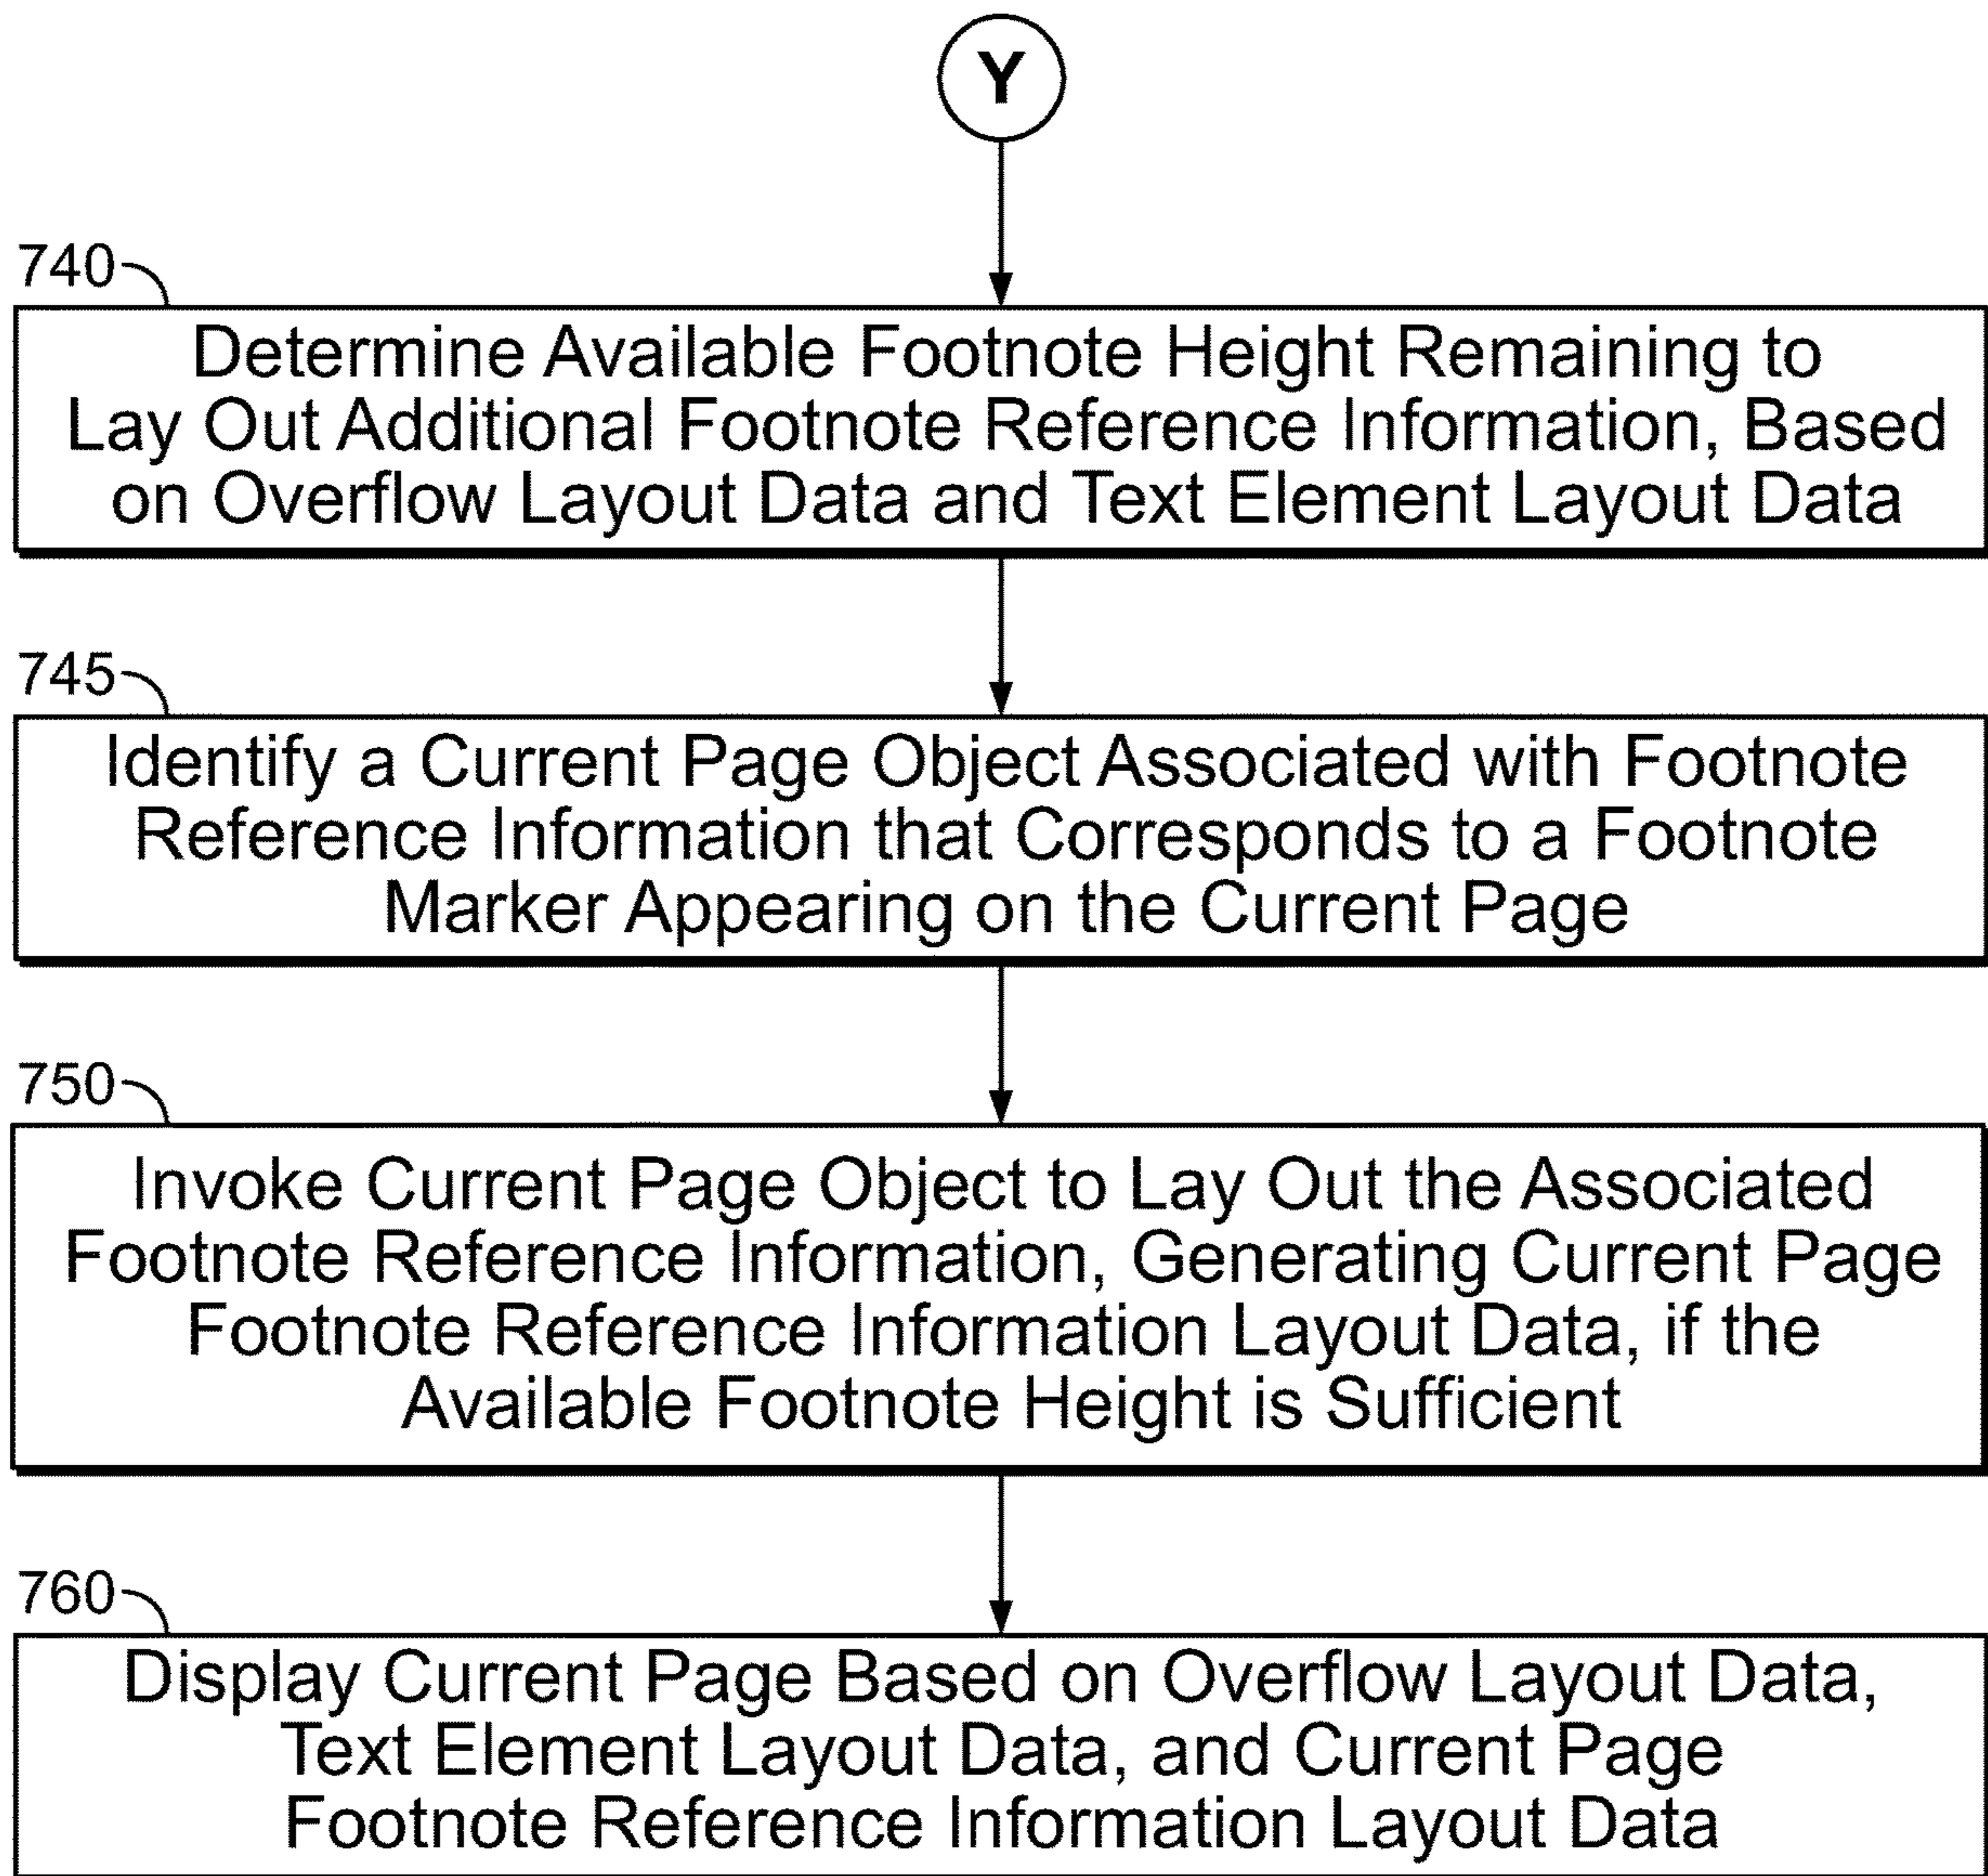 Y
740
Determine Available Footnote Height Remaining to
Lay Out Additional Footnote Reference Information, Based
on Overflow Layout Data and Text Element Layout Data
745
Identify a Current Page Object Associated with Footnote
Reference Information that Corresponds to a Footnote
Marker Appearing on the Current Page
750
Invoke Current Page Object to Lay Out the Associated
Footnote Reference Information, Generating Current Page
Footnote Reference Information Layout Data, if the
Available Footnote Height is Sufficient
760
Display Current Page Based on Overflow Layout Data,
Text Element Layout Data, and Current Page
Footnote Reference Information Layout Data